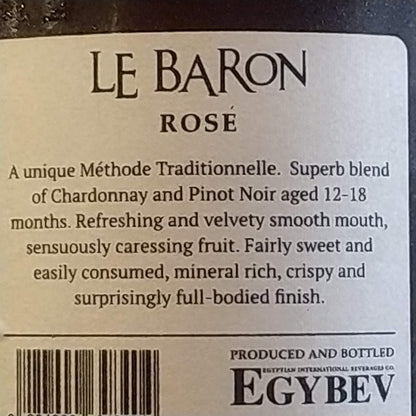 LE BARON
ROSÉ
A unique Méthode Traditionnelle. Superb blend
of Chardonnay and Pinot Noir aged 12-18
months. Refreshing and velvety smooth mouth,
sensuously caressing fruit. Fairly sweet and
easily consumed, mineral rich, crispy and
surprisingly full-bodied finish.
PRODUCED AND BOTTLED
EGYPTIAN INTERNATIONAL BEVERAGES CO.
EGYBEV